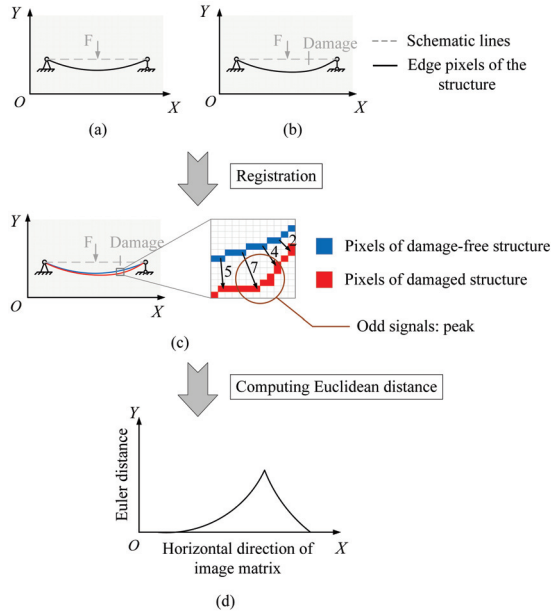 Y
F
O
X
(a)
Y
F
Damage
O
X
(b)
Schematic lines
Edge pixels of the
structure
Registration
Y
F
Damage
O
X
5
7
4
2
Pixels of damage-free structure
Pixels of damaged structure
Odd signals: peak
(c)
Computing Euclidean distance
Y
Euler distance
O
X
Horizontal direction of
image matrix
(d)